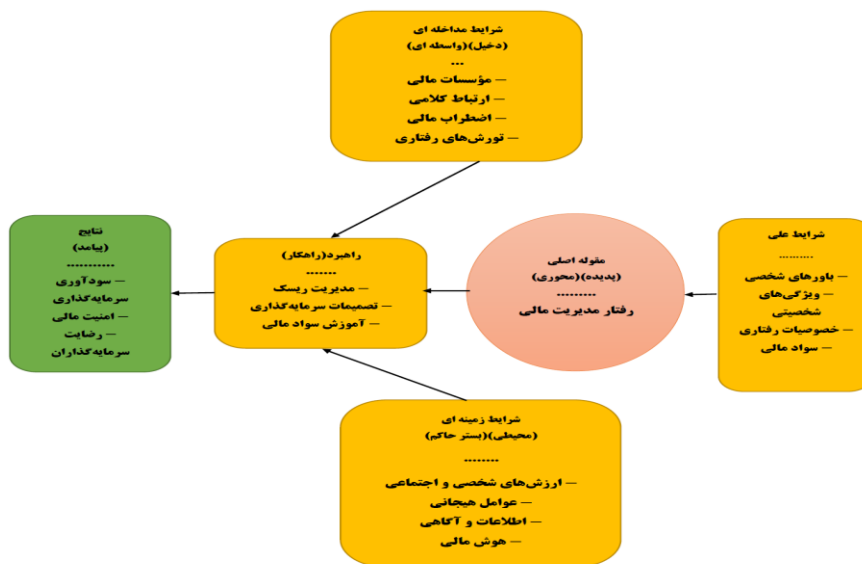 شرایط مداخله ای
(دخیل)(واسطه ای)
...
— مؤسسات مالی
— ارتباط کلامی
— اضطراب مالی
— تورش‌های رفتاری
شرایط علی
..........
— باورهای شخصی
— ویژگی‌های
شخصیتی
— خصوصیات رفتاری
— سواد مالی
مقوله اصلی
(پدیده)(محوری)
.........
رفتار مدیریت مالی
راهبرد(راهکار)
.......
— مدیریت ریسک
— تصمیمات سرمایه‌گذاری
— آموزش سواد مالی
نتایج
(پیامد)
...........
— سودآوری
سرمایه‌گذاری
— امنیت مالی
— رضایت
سرمایه‌گذاران
شرایط زمینه ای
(محیطی)(بستر حاکم)
........
— ارزش‌های شخصی و اجتماعی
— عوامل هیجانی
— اطلاعات و آگاهی
— هوش مالی